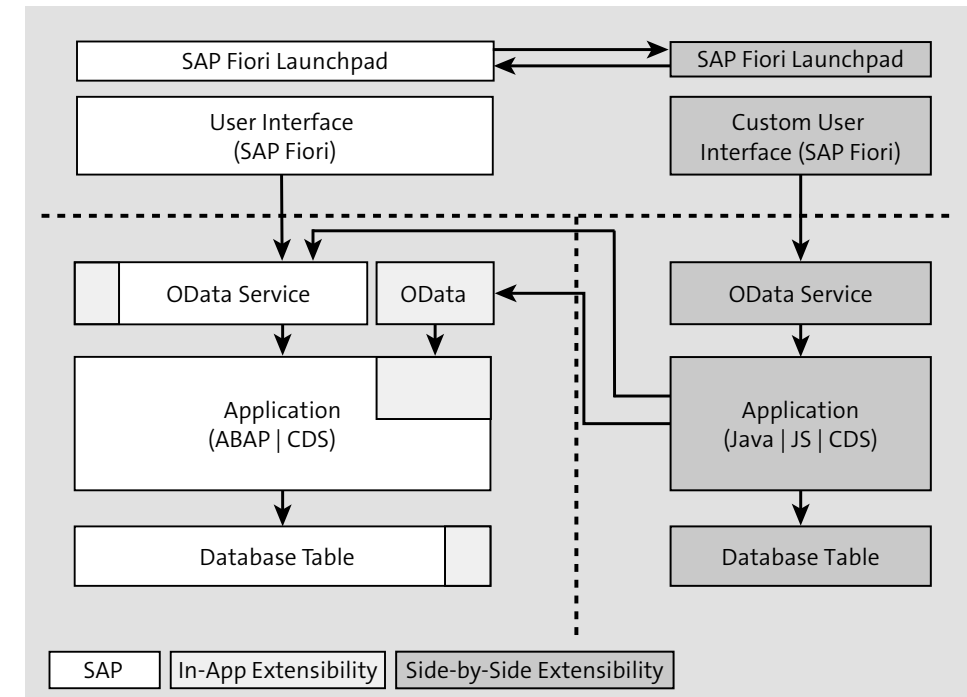 SAP Fiori Launchpad
SAP Fiori Launchpad
User Interface
(SAP Fiori)
Custom User
Interface (SAP Fiori)
OData Service
OData
OData Service
Application
(ABAP | CDS)
Application
(Java | JS | CDS)
Database Table
Database Table
SAP
In-App Extensibility
Side-by-Side Extensibility